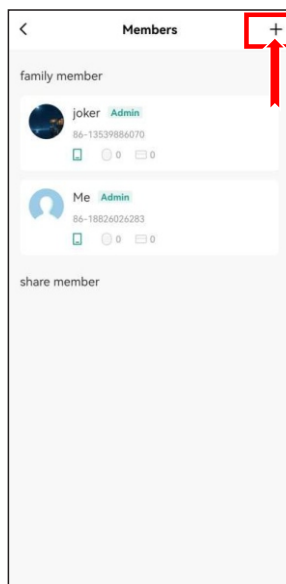 Members
family member
joker Admin
86-13539886070
0 0
Me Admin
86-18826026283
0 0
share member